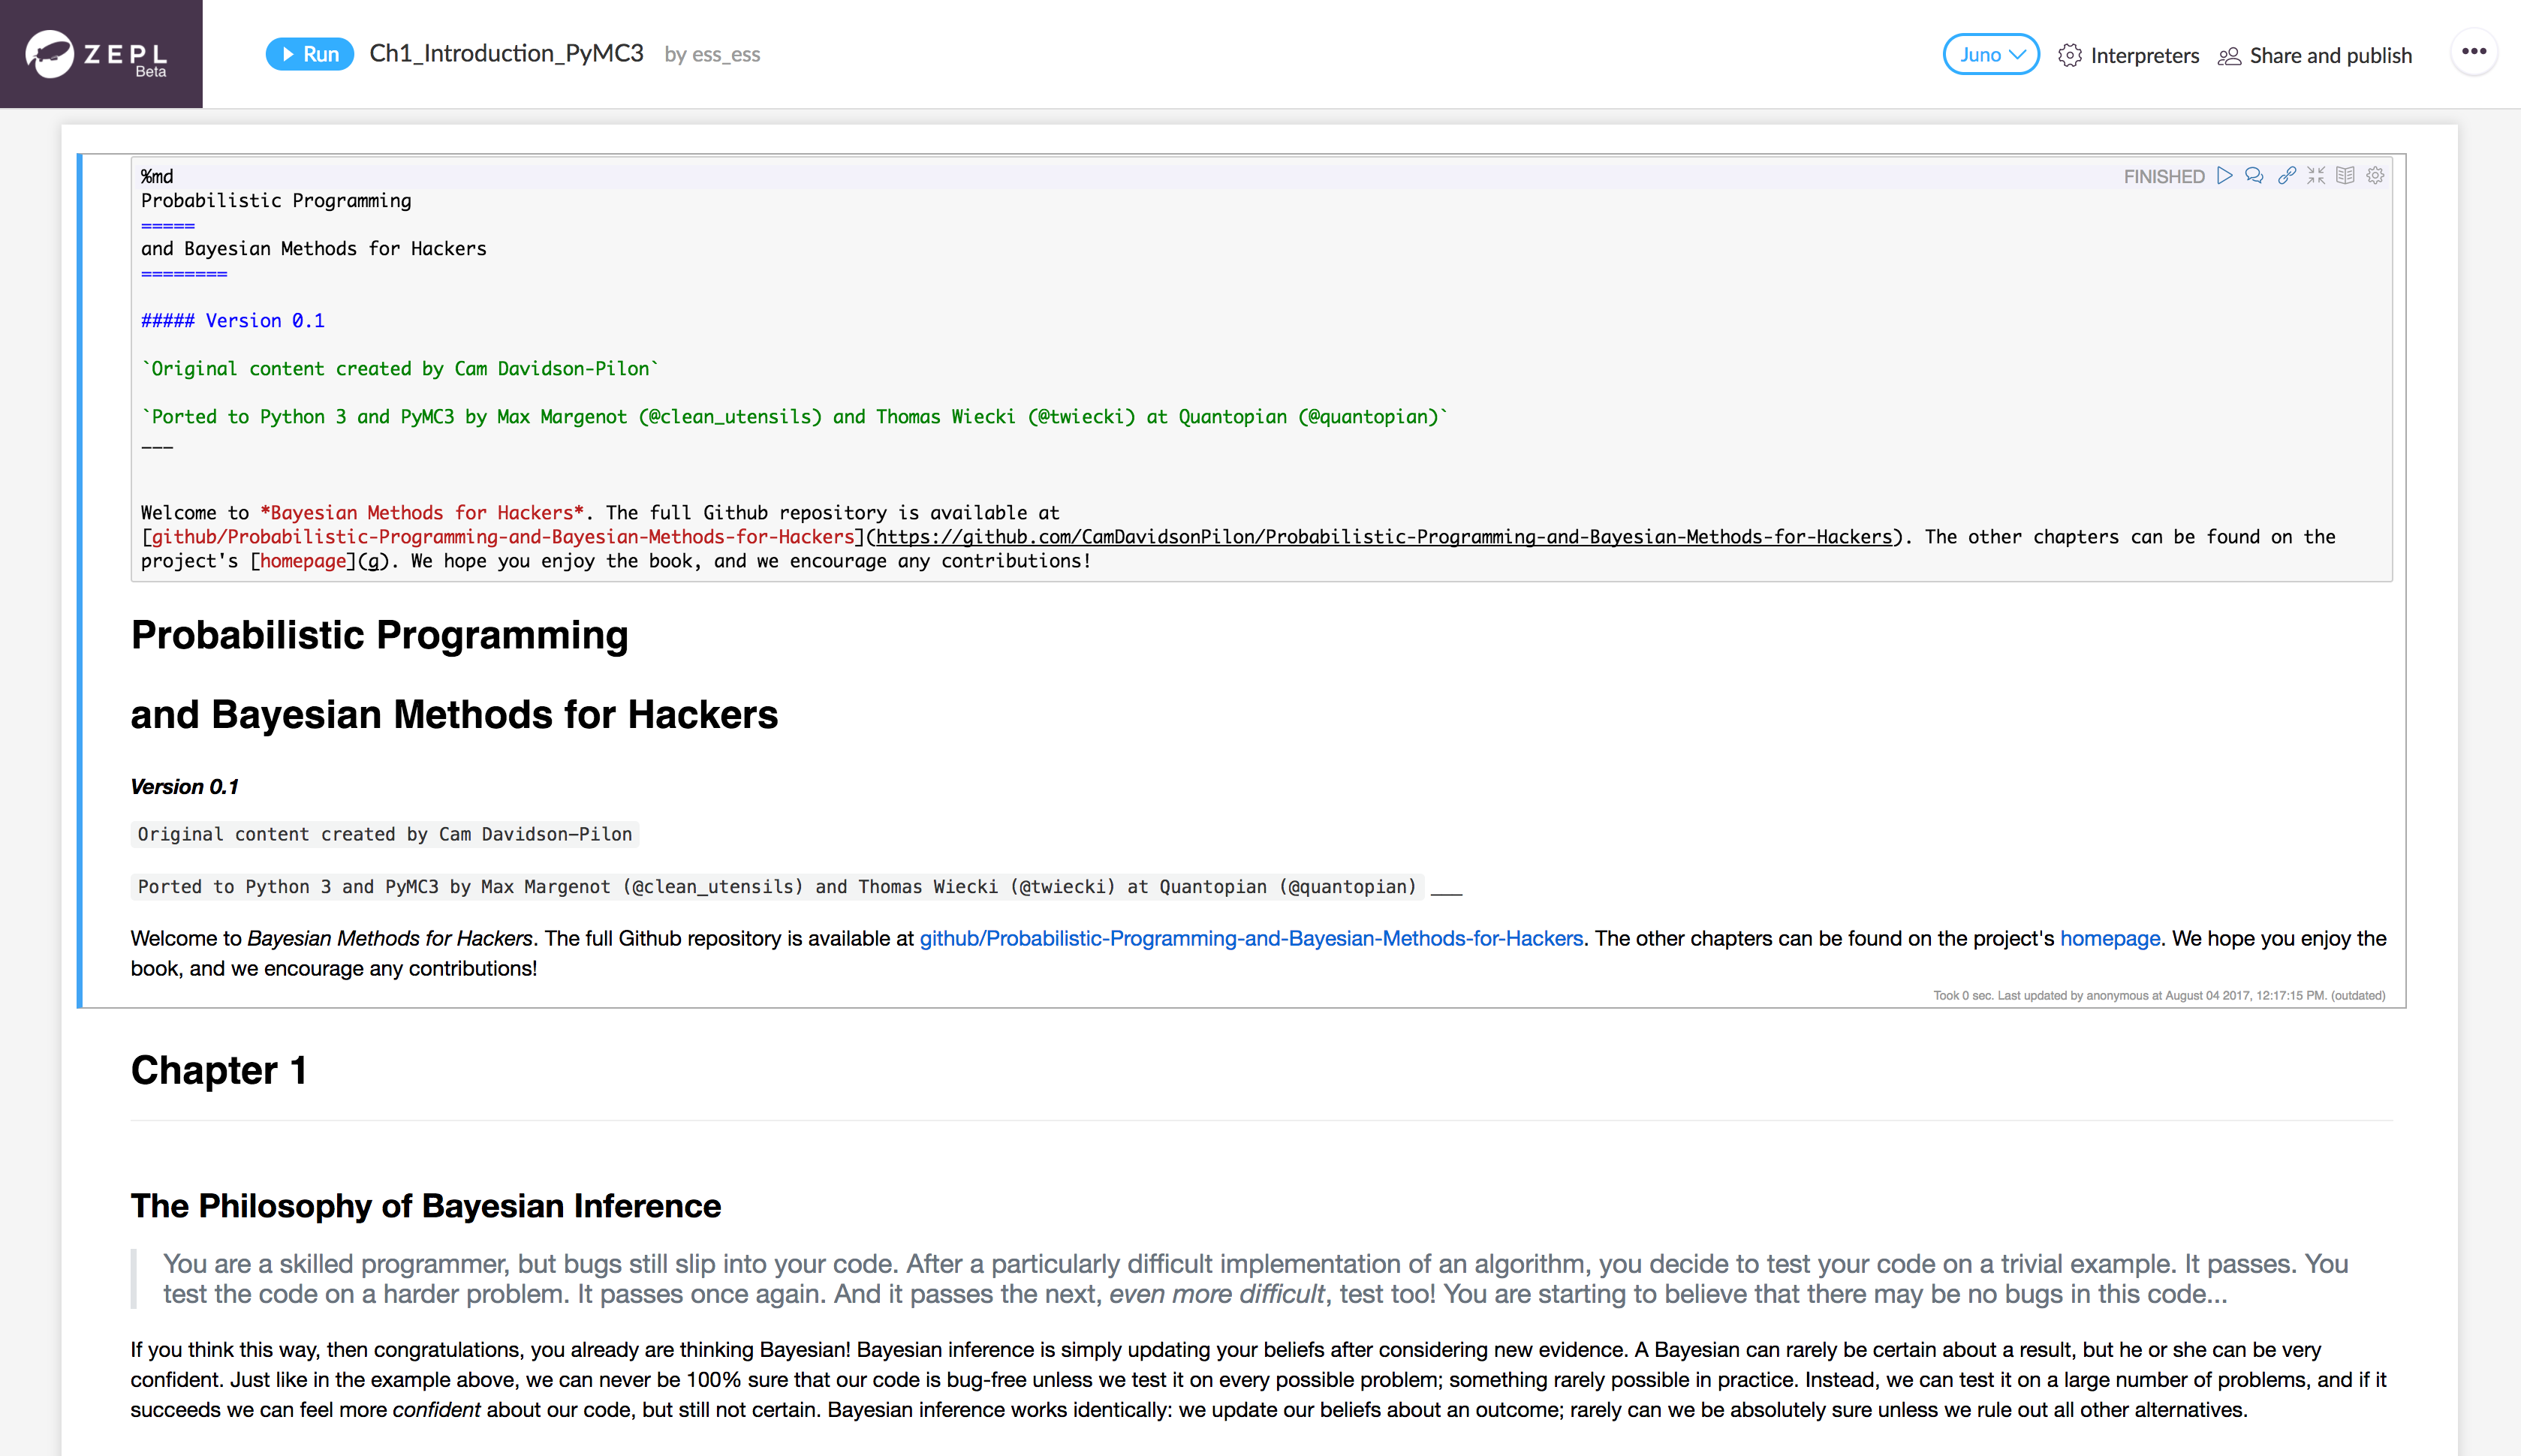 ZEPL
Beta
Run
Ch1_Introduction_PyMC3
by ess_ess
Juno
Interpreters
Share and publish
%md
FINISHED
Probabilistic Programming
=====
and Bayesian Methods for Hackers
========
##### Version 0.1
`Original content created by Cam Davidson-Pilon`
`Ported to Python 3 and PyMC3 by Max Margenot (@clean_utensils) and Thomas Wiecki (@twiecki) at Quantopian (@quantopian)`
___
Welcome to *Bayesian Methods for Hackers*. The full Github repository is available at
[github/Probabilistic-Programming-and-Bayesian-Methods-for-Hackers](https://github.com/CamDavidsonPilon/Probabilistic-Programming-and-Bayesian-Methods-for-Hackers). The other chapters can be found on the
project's [homepage](g). We hope you enjoy the book, and we encourage any contributions!
Probabilistic Programming
and Bayesian Methods for Hackers
Version 0.1
Original content created by Cam Davidson-Pilon
Ported to Python 3 and PyMC3 by Max Margenot (@clean_utensils) and Thomas Wiecki (@twiecki) at Quantopian (@quantopian) ___
Welcome to Bayesian Methods for Hackers. The full Github repository is available at github/Probabilistic-Programming-and-Bayesian-Methods-for-Hackers. The other chapters can be found on the project's homepage. We hope you enjoy the
book, and we encourage any contributions!
Took 0 sec. Last updated by anonymous at August 04 2017, 12:17:15 PM. (outdated)
Chapter 1
The Philosophy of Bayesian Inference
You are a skilled programmer, but bugs still slip into your code. After a particularly difficult implementation of an algorithm, you decide to test your code on a trivial example. It passes. You
test the code on a harder problem. It passes once again. And it passes the next, even more difficult, test too! You are starting to believe that there may be no bugs in this code...
If you think this way, then congratulations, you already are thinking Bayesian! Bayesian inference is simply updating your beliefs after considering new evidence. A Bayesian can rarely be certain about a result, but he or she can be very
confident. Just like in the example above, we can never be 100% sure that our code is bug-free unless we test it on every possible problem; something rarely possible in practice. Instead, we can test it on a large number of problems, and if it
succeeds we can feel more confident about our code, but still not certain. Bayesian inference works identically: we update our beliefs about an outcome; rarely can we be absolutely sure unless we rule out all other alternatives.